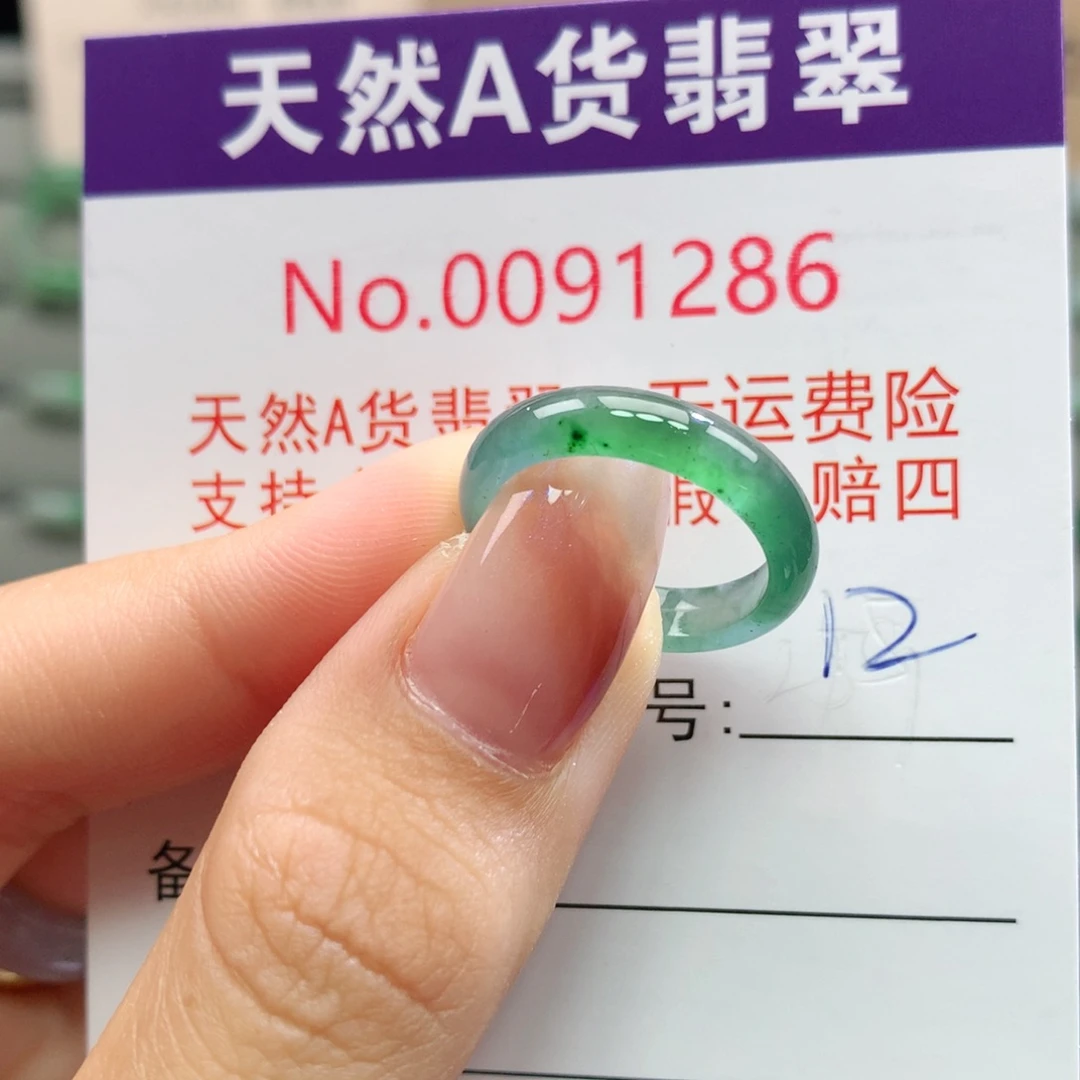 天然A货翡翠
No.0091286
天然A货翡 运费险
支持 假 赔四
12
号:
备